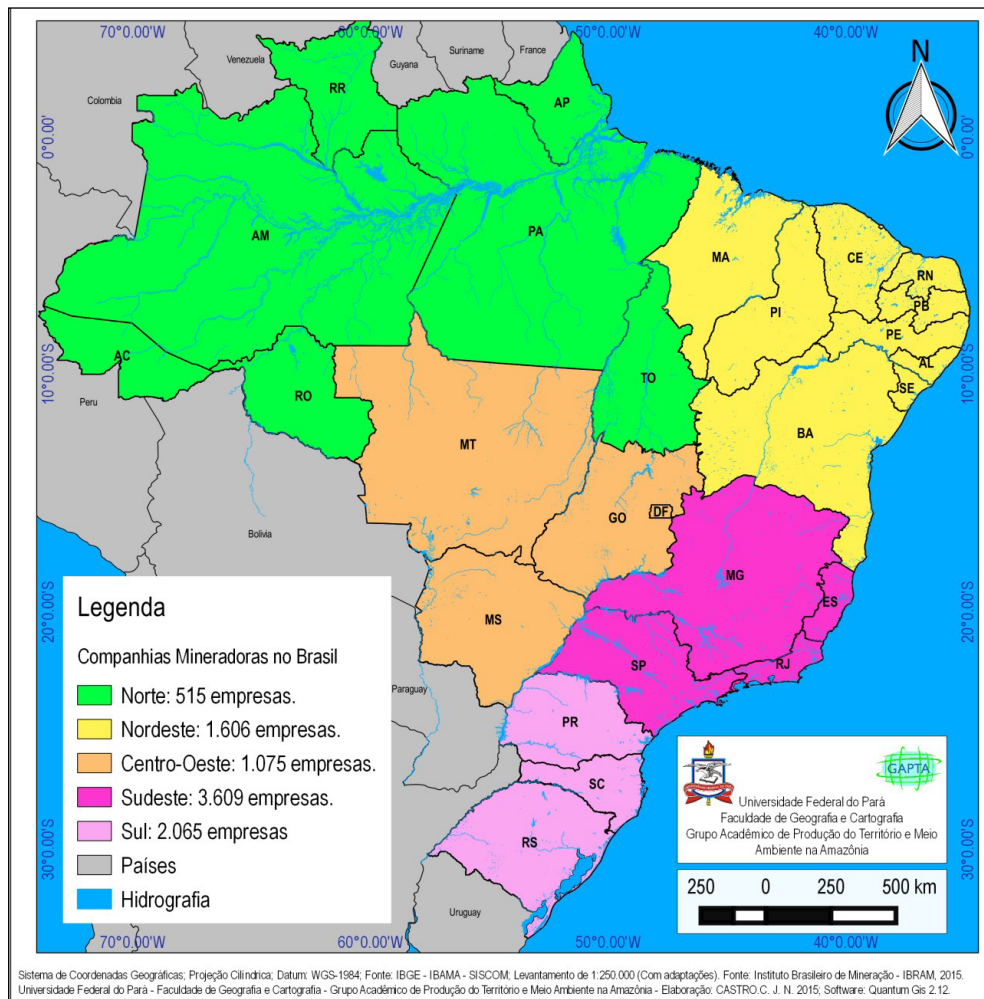 70°0.00'W
60°0.00'W
50°0.00'W
40°0.00'W
N
Venezuela
Suriname
France
Guyana
Colombia
RR
AP
0°0.00'
0°0.00'
AM
PA
MA
CE
RN
PB
PI
PE
AL
SE
AC
TO
RO
10°0.00'S
10°0.00'S
Peru
MT
BA
GO
DF
Bolivia
MG
ES
MS
20°0.00'S
20°0.00'S
SP
RJ
Paraguay
PR
SC
RS
30°0.00'S
30°0.00'S
Uruguay
Legenda
Companhias Mineradoras no Brasil
Norte: 515 empresas.
Nordeste: 1.606 empresas.
Centro-Oeste: 1.075 empresas.
Sudeste: 3.609 empresas.
Sul: 2.065 empresas
Países
Hidrografia
GAPTA
Universidade Federal do Pará
Faculdade de Geografia e Cartografia
Grupo Acadêmico de Produção do Território e Meio
Ambiente na Amazônia
250 0 250 500 km
70°0.00'W
60°0.00'W
50°0.00'W
40°0.00'W
Sistema de Coordenadas Geográficas; Projeção Cilíndrica; Datum: WGS-1984; Fonte: IBGE - IBAMA - SISCOM; Levantamento de 1:250.000 (Com adaptações). Fonte: Instituto Brasileiro de Mineração - IBRAM, 2015.
Universidade Federal do Pará - Faculdade de Geografia e Cartografia - Grupo Acadêmico de Produção do Território e Meio Ambiente na Amazônia - Elaboração: CASTRO.C. J. N. 2015; Software: Quantum Gis 2.12.